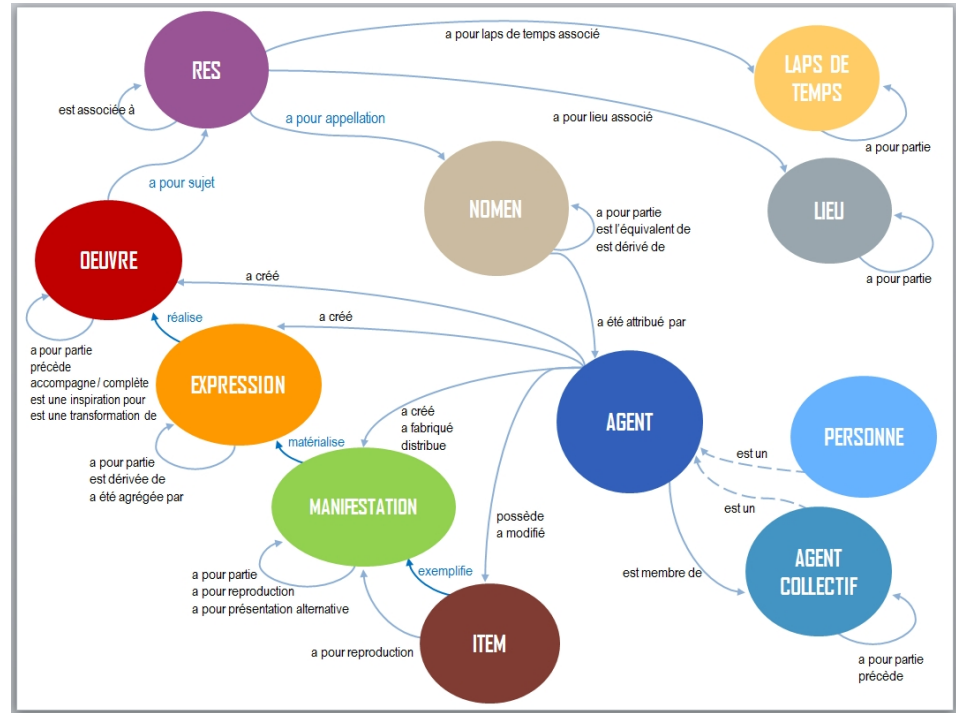 a pour laps de temps associé
RES
LAPS DE
TEMPS
est associée à
a pour appellation
a pour lieu associé
a pour partie
a pour sujet
NOMEN
a pour partie
est l'équivalent de
est dérivé de
LIEU
OEUVRE
a créé
a pour partie
réalise
a créé
a été attribué par
a pour partie
précède
accompagne / complète
est une inspiration pour
est une transformation de
EXPRESSION
AGENT
a créé
a fabriqué
distribue
PERSONNE
matérialise
est un
a pour partie
est dérivée de
a été agrégée par
MANIFESTATION
est un
possède
a modifié
AGENT
COLLECTIF
exemplifie
est membre de
a pour partie
a pour reproduction
a pour présentation alternative
ITEM
a pour reproduction
a pour partie
précède